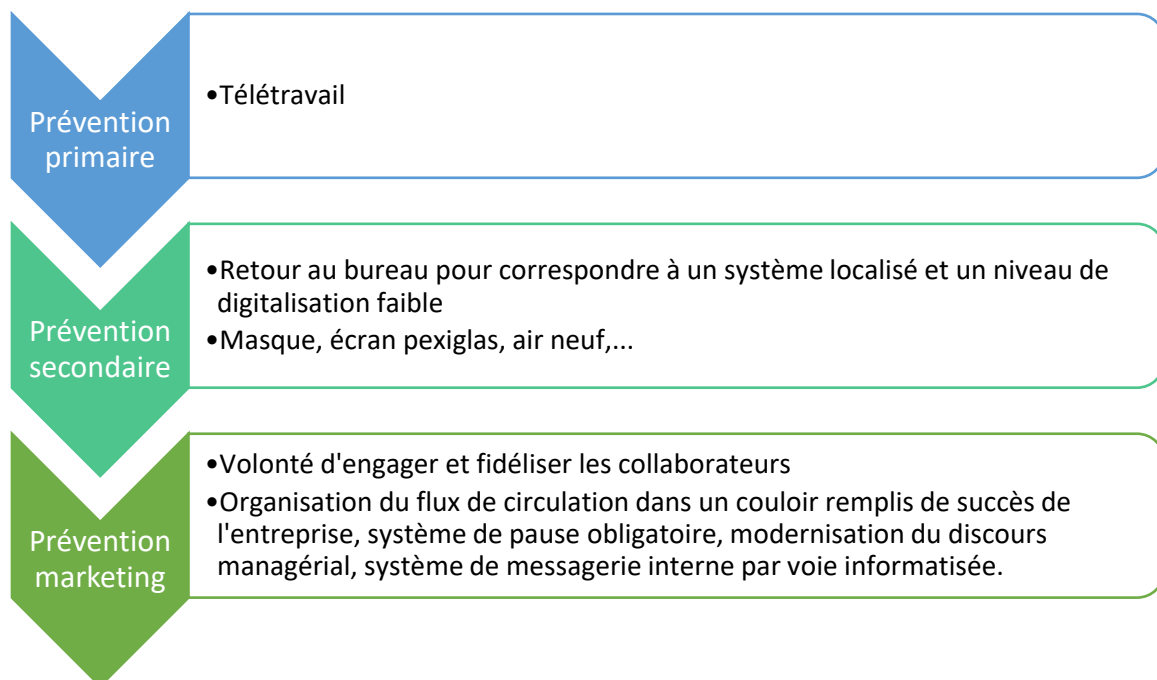 Prévention
primaire
•Télétravail
Prévention
secondaire
•Retour au bureau pour correspondre à un système localisé et un niveau de
digitalisation faible
•Masque, écran pexiglas, air neuf,...
Prévention
marketing
•Volonté d'engager et fidéliser les collaborateurs
•Organisation du flux de circulation dans un couloir remplis de succès de
l'entreprise, système de pause obligatoire, modernisation du discours
managérial, système de messagerie interne par voie informatisée.